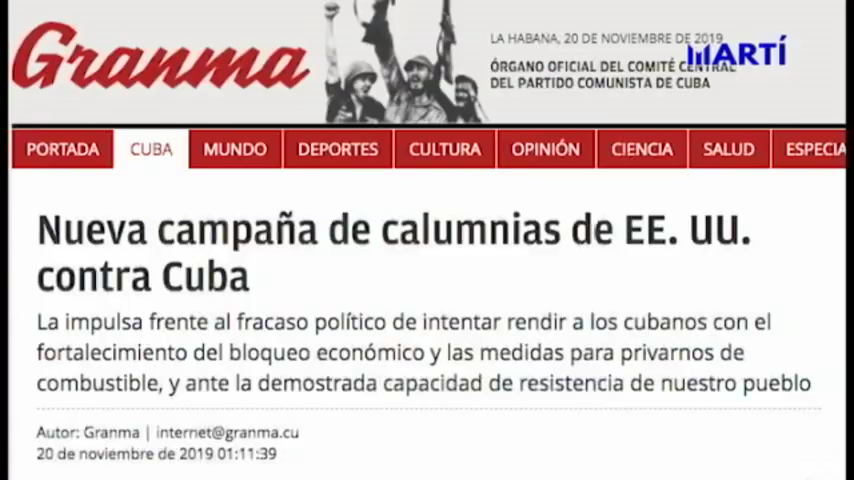 Granma
LA HABANA, 20 DE NOVIEMBRE DE 2019
MARTÍ
ÓRGANO OFICIAL DEL COMITÉ CENTRAL
DEL PARTIDO COMUNISTA DE CUBA
PORTADA CUBA MUNDO DEPORTES CULTURA OPINIÓN CIENCIA SALUD ESPECIA
Nueva campaña de calumnias de EE. UU.
contra Cuba
La impulsa frente al fracaso político de intentar rendir a los cubanos con el
fortalecimiento del bloqueo económico y las medidas para privarnos de
combustible, y ante la demostrada capacidad de resistencia de nuestro pueblo
Autor: Granma | internet@granma.cu
20 de noviembre de 2019 01:11:39